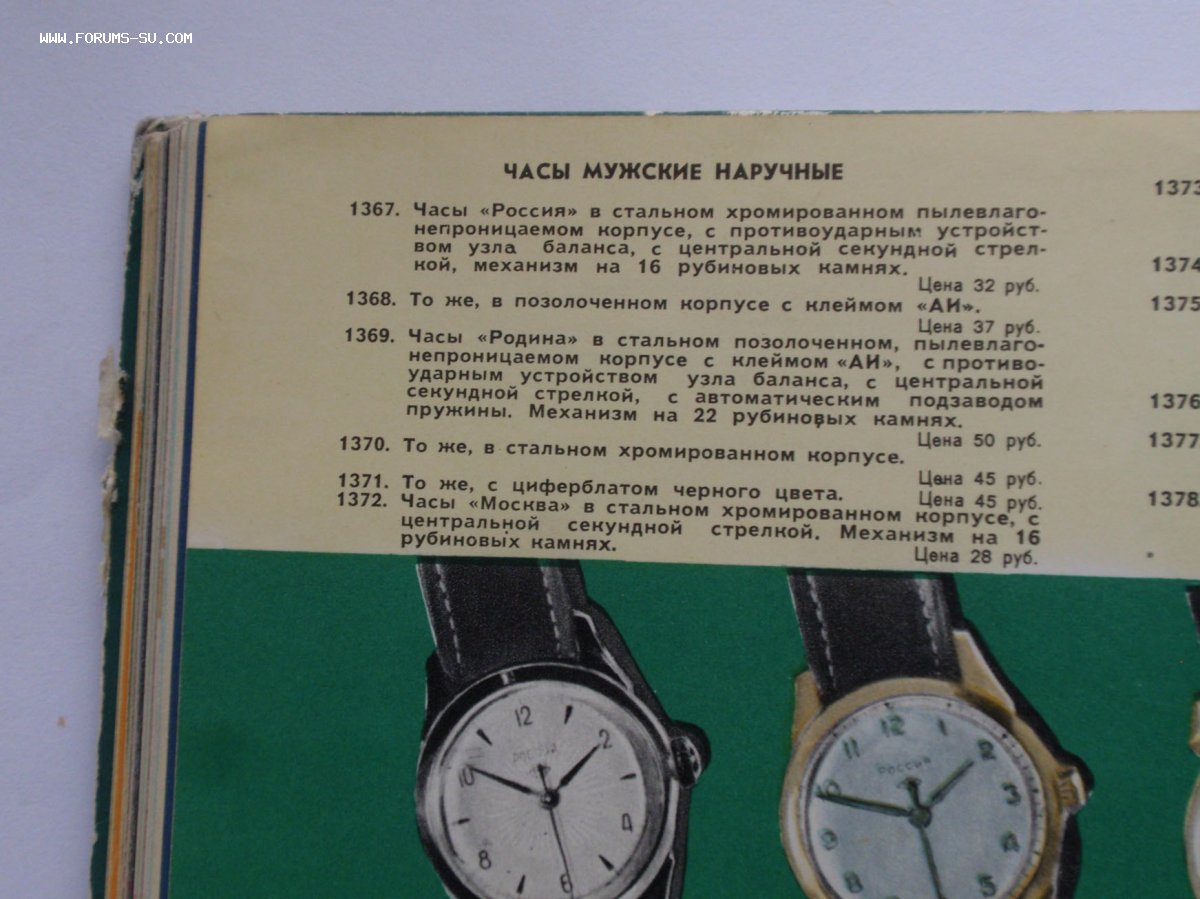 WWW.FORUMS-SU.COM
ЧАСЫ МУЖСКИЕ НАРУЧНЫЕ
1367. Часы «Россия» в стальном хромированном пылевлаго-
непроницаемом корпусе, с противоударным устройст-
вом узла баланса, с центральной секундной стрел-
кой, механизм на 16 рубиновых камнях.
Цена 32 руб.
1368. То же, в позолоченном корпусе с клеймом «АИ».
Цена 37 руб.
1369. Часы «Родина» в стальном позолоченном, пылевлаго-
непроницаемом корпусе с клеймом «АИ», с противо-
ударным устройством узла баланса, с центральной
секундной стрелкой, с автоматическим подзаводом
пружины. Механизм на 22 рубиновых камнях.
Цена 50 руб.
1370. То же, в стальном хромированном корпусе.
Цена 45 руб.
1371. То же, с циферблатом черного цвета.
Цена 45 руб.
1372. Часы «Москва» в стальном хромированном корпусе, с
центральной секундной стрелкой. Механизм на 16
рубиновых камнях.
Цена 28 руб.
1373
1374
1375
1376
1377
1378
12
РОССИЯ
2
10
4
8
6
12
1
11
РОССИЯ
2
3
9
4
8
5